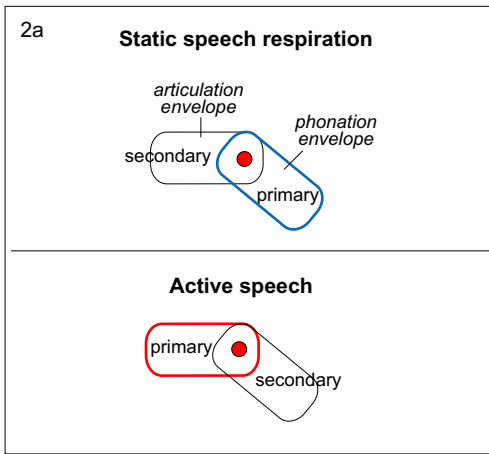 2a
Static speech respiration
articulation
envelope
phonation
envelope
secondary
primary
Active speech
primary
secondary